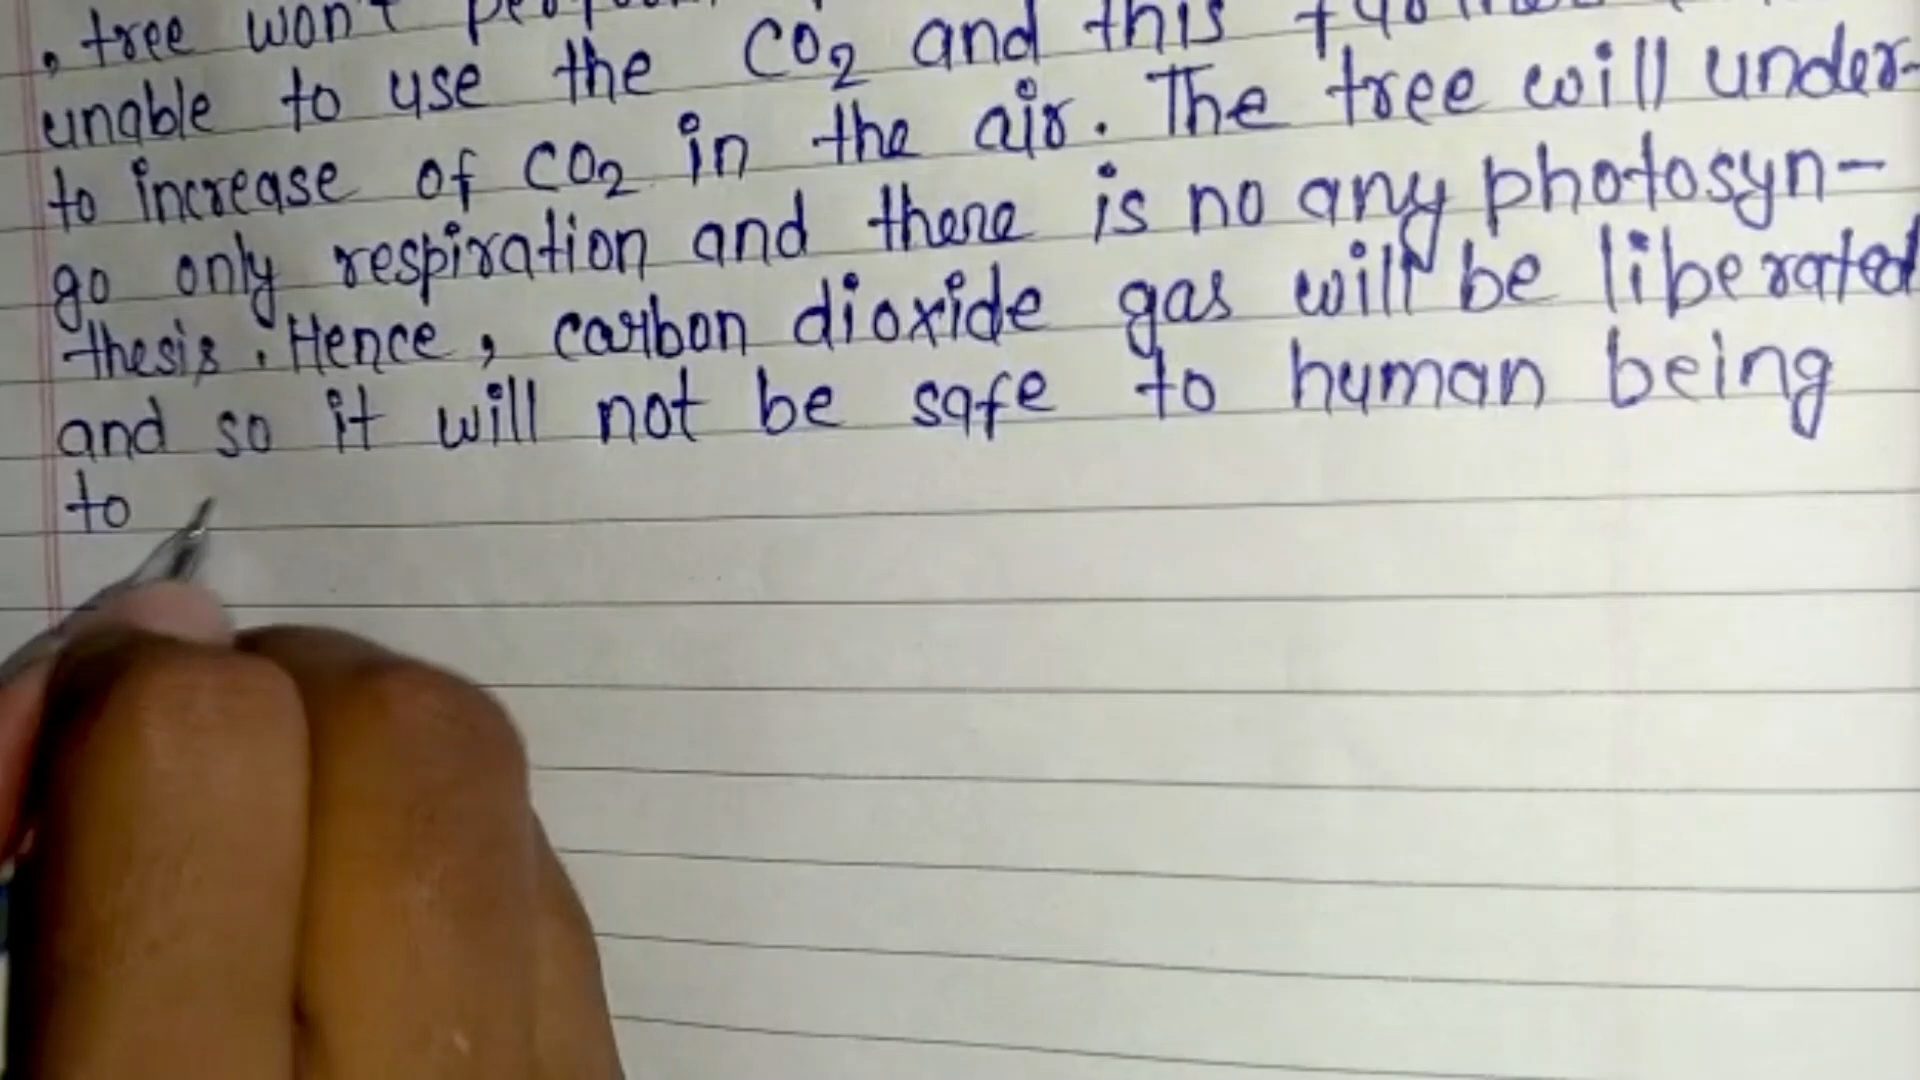 , tree won't
unable to use the CO2 and this
to increase of CO2 in the air. The tree will under-
go only respiration and there is no any photosyn-
thesis. Hence, carbon dioxide gas will be liberated
and so it will not be safe to human being
to